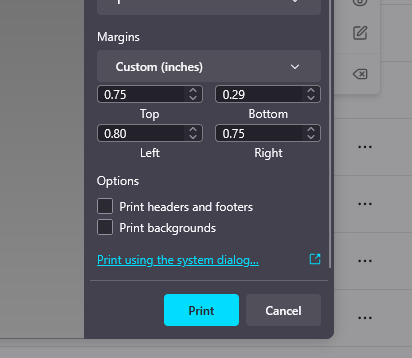 Margins
Custom (inches)
0.75 0.29
Top Bottom
0.80 0.75
Left Right
Options
Print headers and footers
Print backgrounds
Print using the system dialog...
Print Cancel